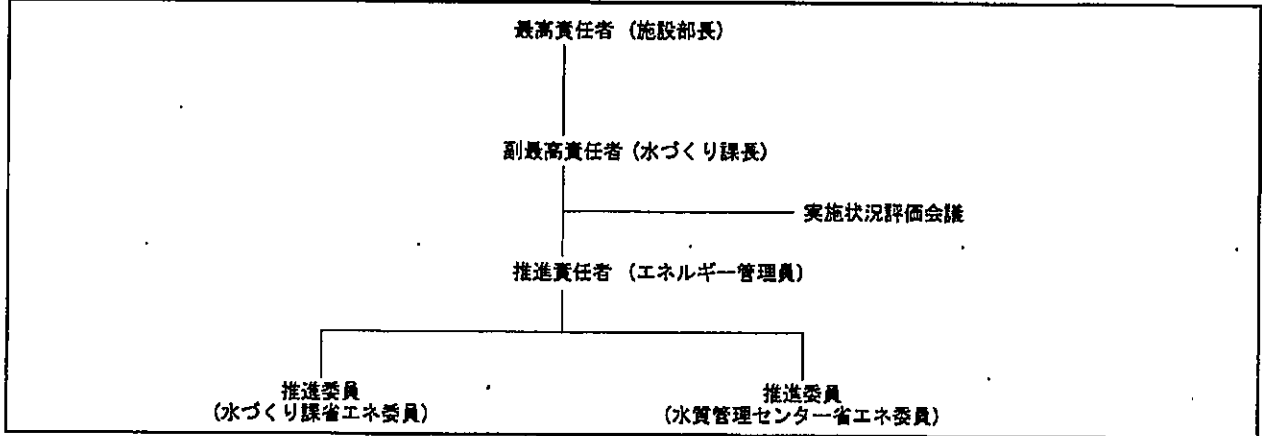 最高責任者（施設部長）
副最高責任者（水づくり課長）
実施状況評価会議
推進責任者（エネルギー管理員）
推進委員
（水づくり課省エネ委員）
推進委員
（水質管理センター省エネ委員）